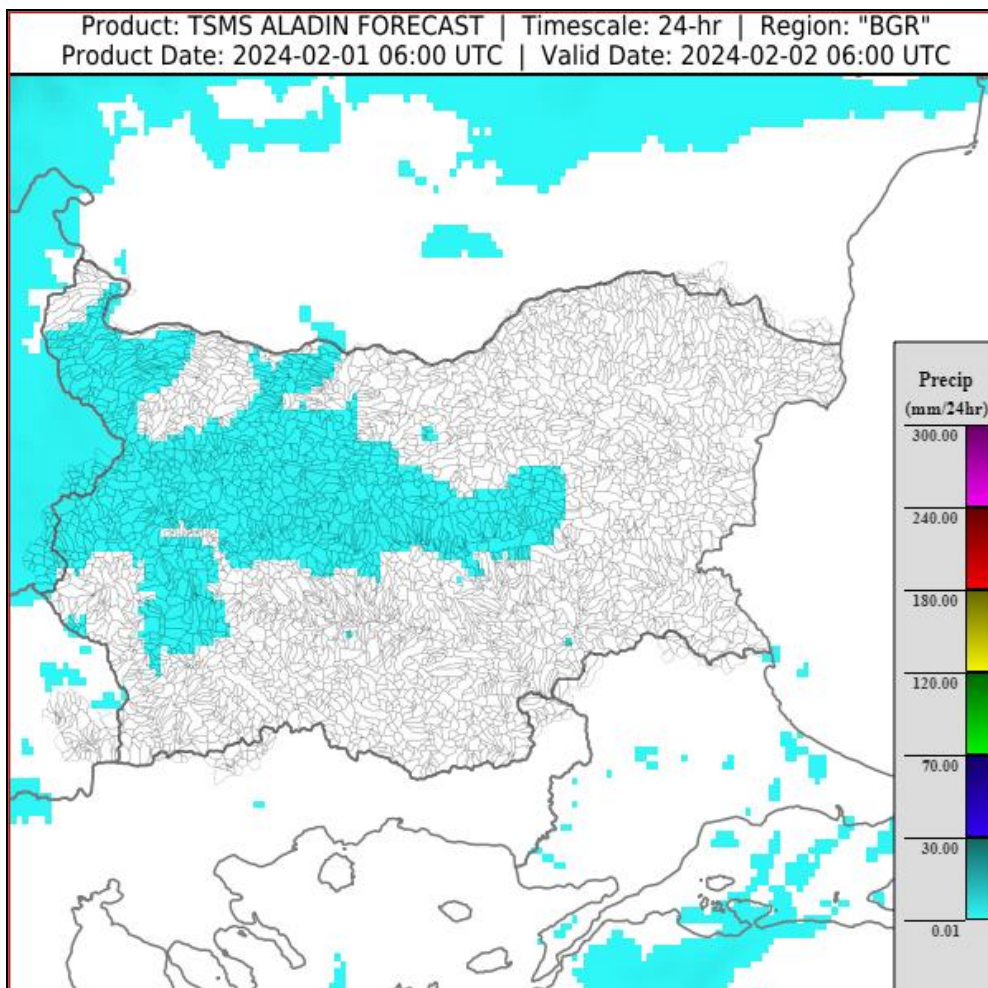 Product: TSMS ALADIN FORECAST | Timescale: 24-hr | Region: "BGR"
Product Date: 2024-02-01 06:00 UTC | Valid Date: 2024-02-02 06:00 UTC
Precip
(mm/24hr)
300.00
240.00
180.00
120.00
70.00
30.00
0.01